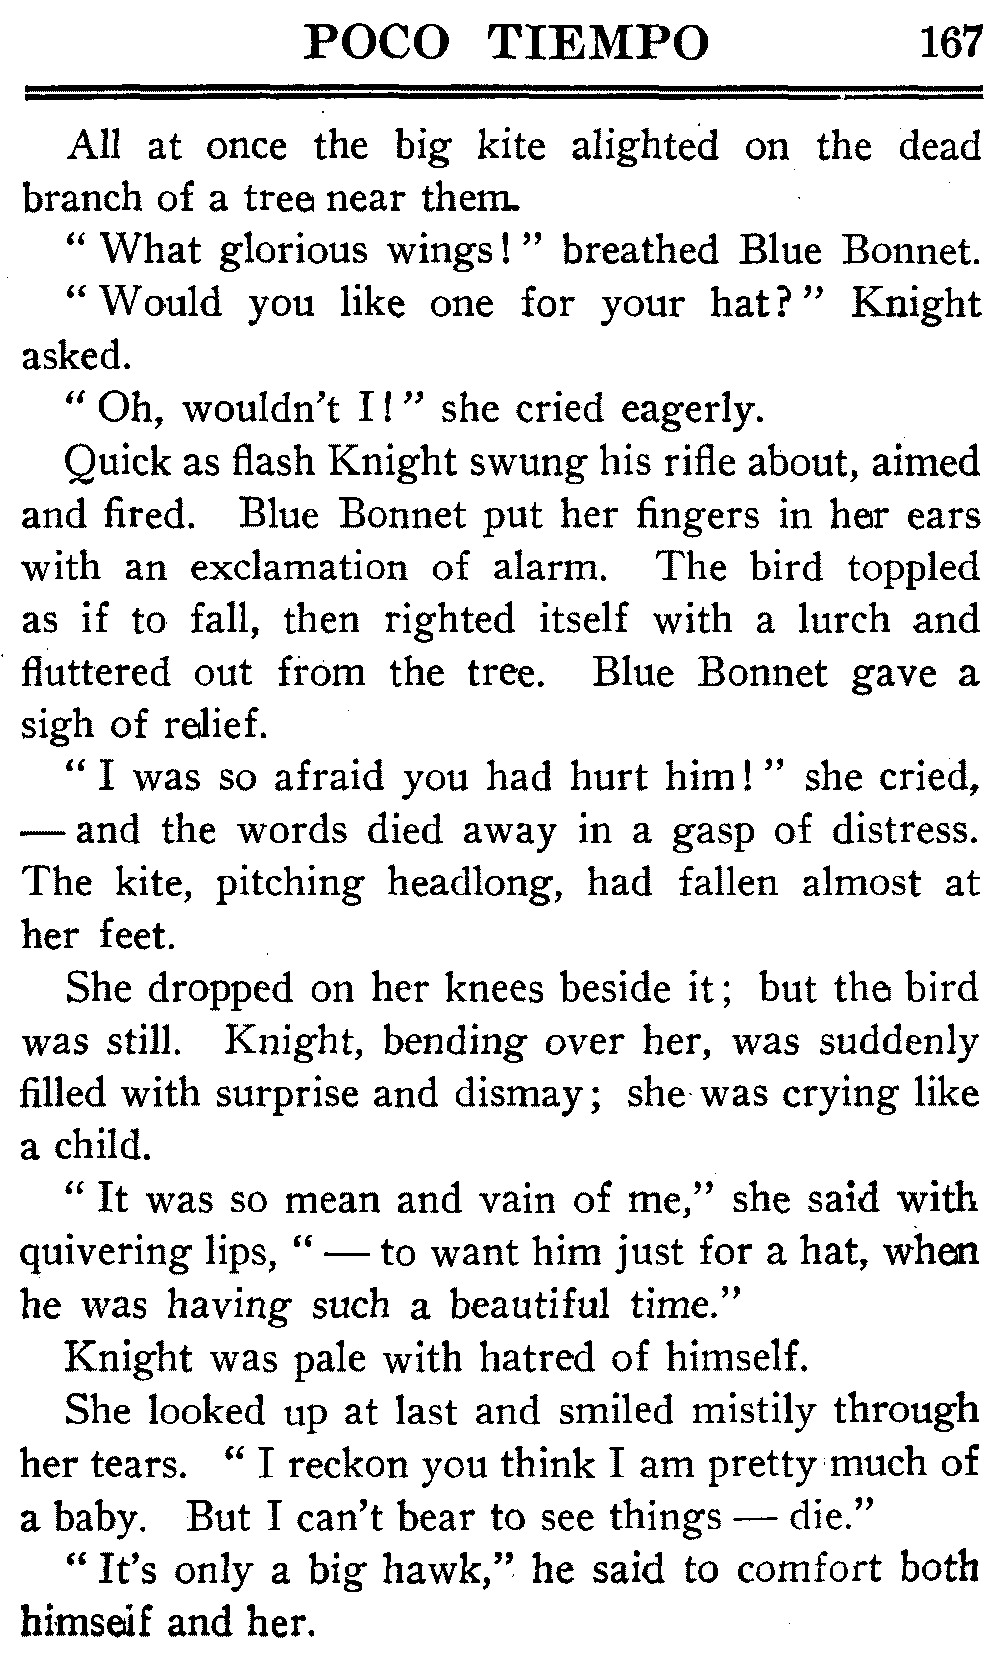 POCO TIEMPO 167
All at once the big kite alighted on the dead
branch of a tree near them.
" What glorious wings! " breathed Blue Bonnet.
" Would you like one for your hat? " Knight
asked.
" Oh, wouldn't I! " she cried eagerly.
Quick as flash Knight swung his rifle about, aimed
and fired. Blue Bonnet put her fingers in her ears
with an exclamation of alarm. The bird toppled
as if to fall, then righted itself with a lurch and
fluttered out from the tree. Blue Bonnet gave a
sigh of relief.
" I was so afraid you had hurt him! " she cried,
— and the words died away in a gasp of distress.
The kite, pitching headlong, had fallen almost at
her feet.
She dropped on her knees beside it; but the bird
was still. Knight, bending over her, was suddenly
filled with surprise and dismay; she was crying like
a child.
" It was so mean and vain of me," she said with
quivering lips, " — to want him just for a hat, when
he was having such a beautiful time."
Knight was pale with hatred of himself.
She looked up at last and smiled mistily through
her tears. " I reckon you think I am pretty much of
a baby. But I can't bear to see things — die."
" It's only a big hawk," he said to comfort both
himself and her.